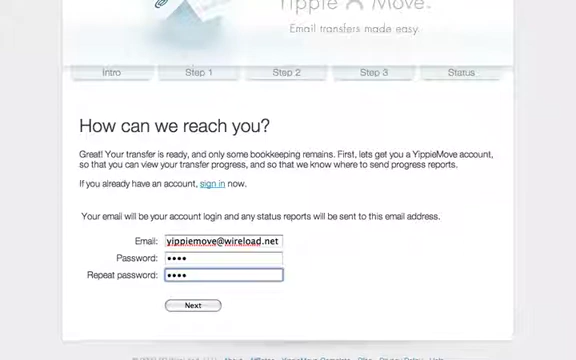 Yippie Move
Email transfers made easy.
Intro Step 1 Step 2 Step 3 Status
How can we reach you?
Great! Your transfer is ready, and only some bookkeeping remains. First, lets get you a YippieMove account,
so that you can view your transfer progress, and so that we know where to send progress reports.
If you already have an account, sign in now.
Your email will be your account login and any status reports will be sent to this email address.
Email: yippiemove@wireload.net
Password: ••••
Repeat password: ••••
Next